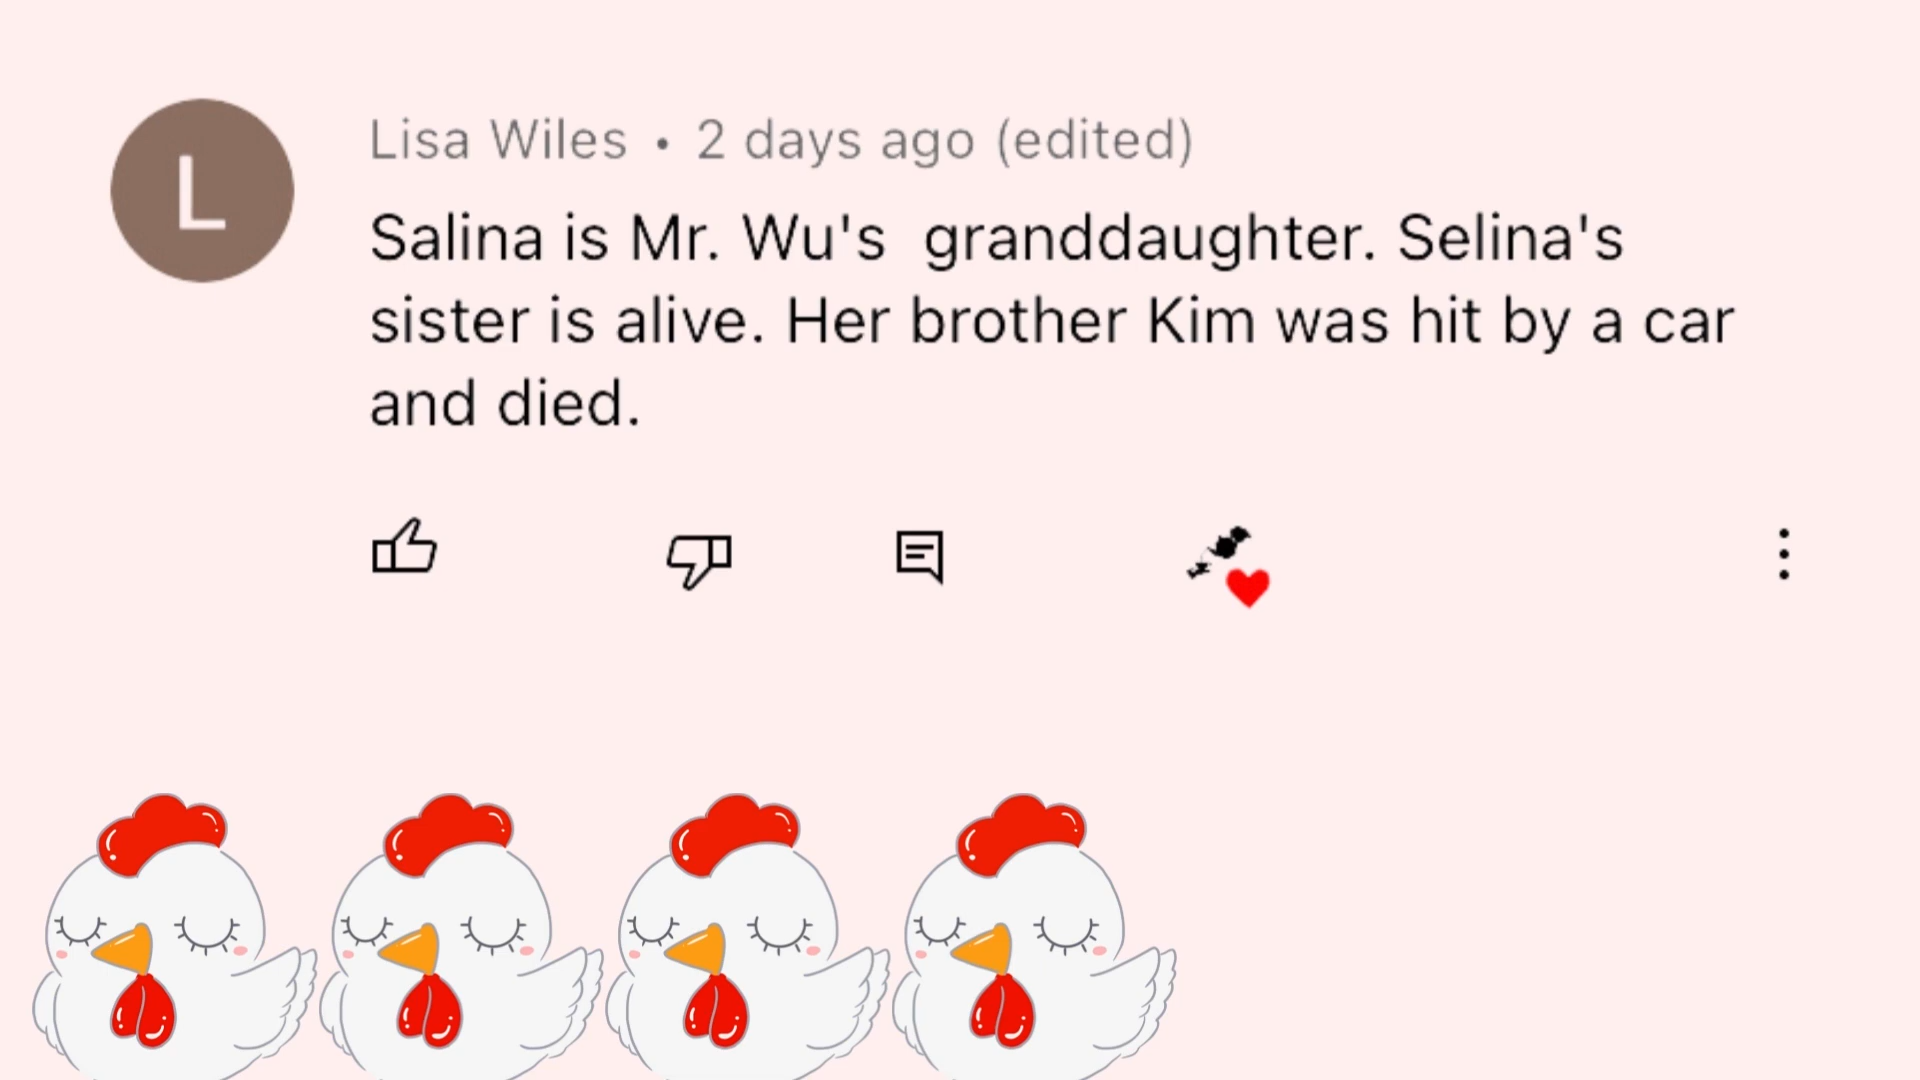 L
Lisa Wiles • 2 days ago (edited)
Salina is Mr. Wu's  granddaughter. Selina's
sister is alive. Her brother Kim was hit by a car
and died.